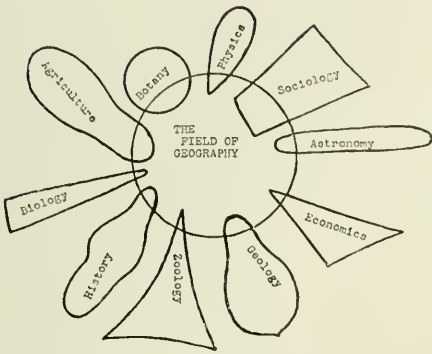 Physics
Sociology
Agriculture
Botany
THE
FIELD OF
GEOGRAPHY
Astronomy
Biology
Economics
History
Zoology
Geology